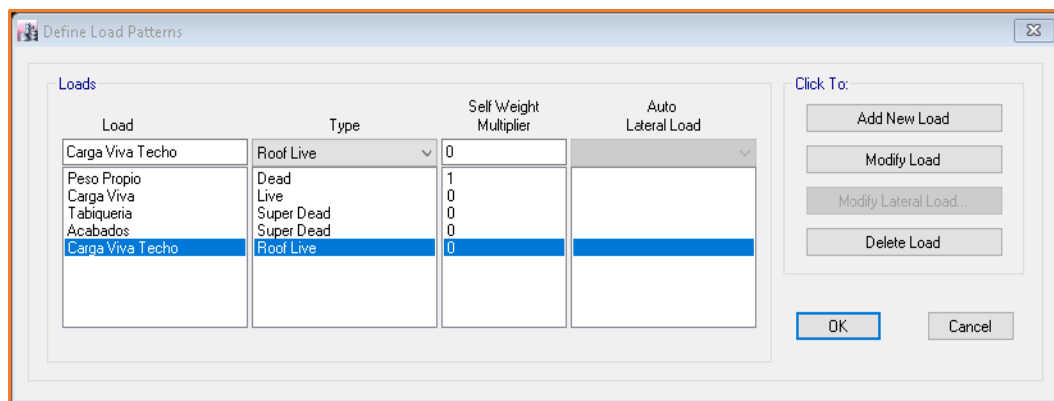 Define Load Patterns
Loads
Click To:
Load
Type
Self Weight
Multiplier
Auto
Lateral Load
Carga Viva Techo Roof Live 0
Peso Propio Dead 1
Carga Viva Live 0
Tabiqueria Super Dead 0
Acabados Super Dead 0
Carga Viva Techo Roof Live 0
Add New Load
Modify Load
Modify Lateral Load...
Delete Load
OK
Cancel